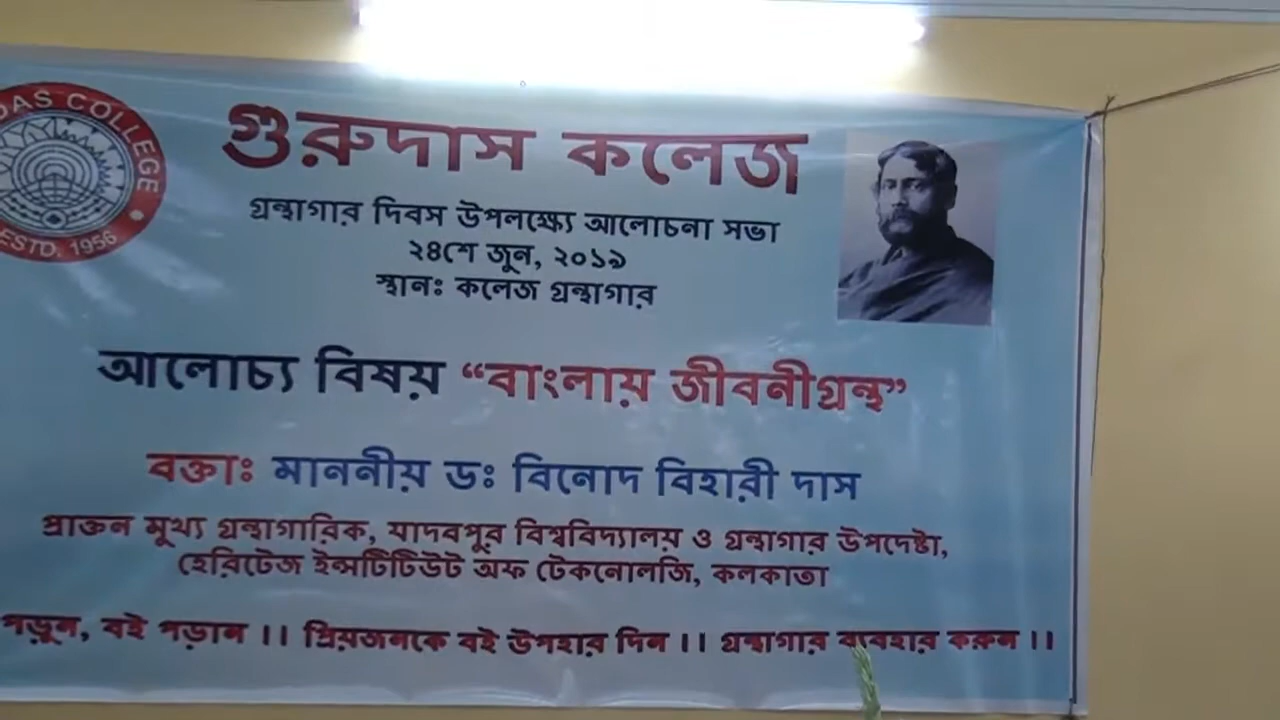 DAS COLLEGE
ESTD. 1956
গুরুদাস কলেজ
গ্রন্থাগার দিবস উপলক্ষ্যে আলোচনা সভা
২৪শে জুন, ২০১৯
স্থানঃ কলেজ গ্রন্থাগার
আলোচ্য বিষয় “বাংলায় জীবনীগ্রন্থ”
বক্তাঃ মাননীয় ডঃ বিনোদ বিহারী দাস
প্রাক্তন মুখ্য গ্রন্থাগারিক, যাদবপুর বিশ্ববিদ্যালয় ও গ্রন্থাগার উপদেষ্টা,
হেরিটেজ ইন্সটিটিউট অফ টেকনোলজি, কলকাতা
পড়ুন, বই পড়ান ।। প্রিয়জনকে বই উপহার দিন ।। গ্রন্থাগার ব্যবহার করুন ।।